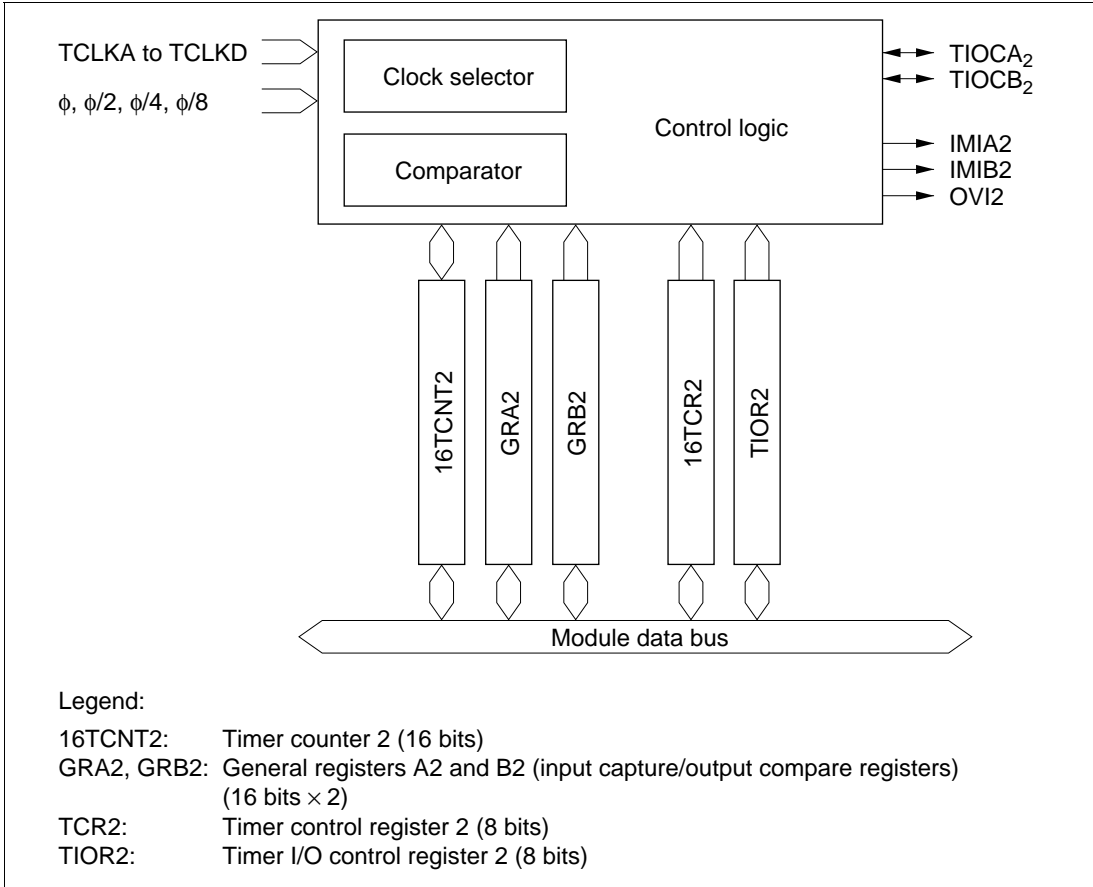 TCLKA to TCLKD
ϕ, ϕ/2, ϕ/4, ϕ/8
Clock selector
Comparator
Control logic
TIOCA2
TIOCB2
IMIA2
IMIB2
OVI2
16TCNT2
GRA2
GRB2
16TCR2
TIOR2
Module data bus
Legend:
16TCNT2: Timer counter 2 (16 bits)
GRA2, GRB2: General registers A2 and B2 (input capture/output compare registers)
(16 bits × 2)
TCR2: Timer control register 2 (8 bits)
TIOR2: Timer I/O control register 2 (8 bits)